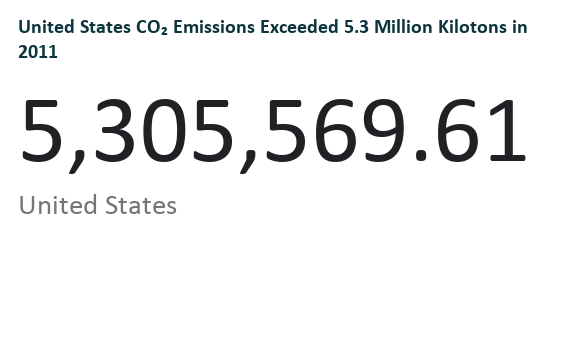 United States CO₂ Emissions Exceeded 5.3 Million Kilotons in
2011
5,305,569.61
United States